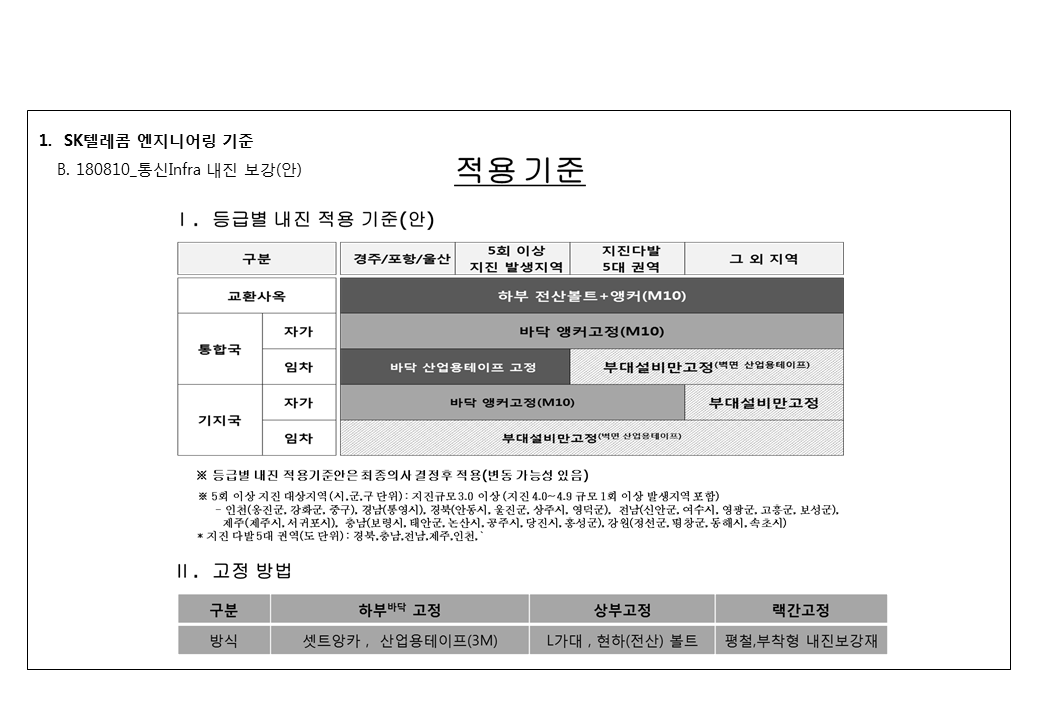 1. SK텔레콤 엔지니어링 기준
B. 180810_통신Infra 내진 보강(안)
적용 기준
Ⅰ. 등급별 내진 적용 기준(안)
구분 경주/포항/울산 5회 이상 지진 발생지역 지진다발 5대 권역 그 외 지역
교환사옥 하부 전산볼트+앵커(M10)
통합국 자가 바닥 앵커고정(M10)
임차 바닥 산업용테이프 고정 부대설비만고정(벽면 산업용테이프)
기지국 자가 바닥 앵커고정(M10) 부대설비만고정
임차 부대설비만고정(벽면 산업용테이프)
※ 등급별 내진 적용기준안은 최종의사 결정후 적용(변동 가능성 있음)
※ 5회 이상 지진 대상지역 (시,군,구 단위) : 지진규모3.0 이상 (지진 4.0~4.9 규모 1회 이상 발생지역 포함)
- 인천(웅진군, 강화군, 중구), 경남(통영시), 경북(안동시, 울진군, 상주시, 영덕군), 전남(신안군, 여수시, 영광군, 고흥군, 보성군),
제주(제주시, 서귀포시), 충남(보령시, 태안군, 논산시, 공주시, 당진시, 홍성군), 강원(정선군, 평창군, 동해시, 속초시)
* 지진 다발 5대 권역(도 단위) : 경북,충남,전남,제주,인천,`
Ⅱ. 고정 방법
구분 하부바닥 고정 상부고정 랙간고정
방식 셋트앙카 , 산업용테이프(3M) L가대 , 현하(전산) 볼트 평철,부착형 내진보강재